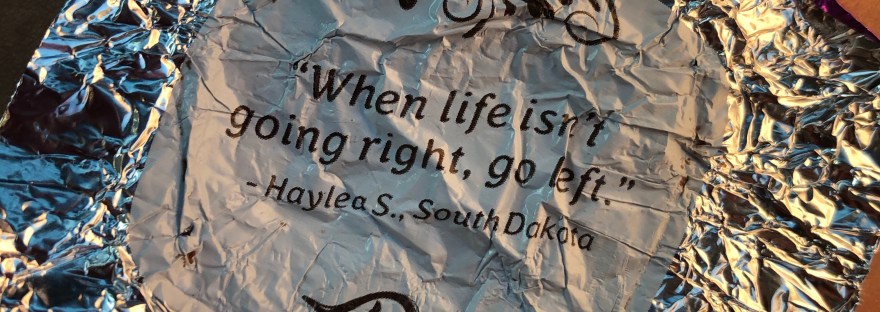 "When life isn't
going right, go left."
- Haylea S., South Dakota